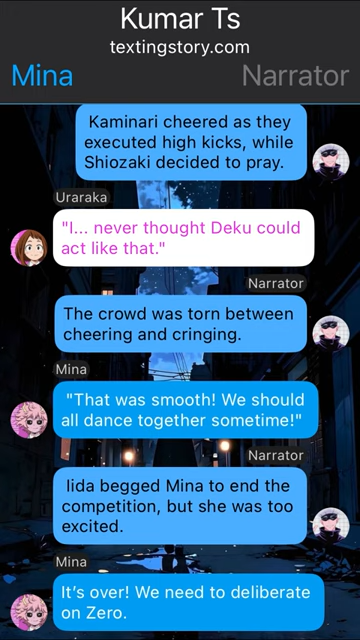 Kumar Ts
textingstory.com
Mina
Narrator
Kaminari cheered as they
executed high kicks, while
Shiozaki decided to pray.
Uraraka
"I... never thought Deku could
act like that."
Narrator
The crowd was torn between
cheering and cringing.
Mina
"That was smooth! We should
all dance together sometime!"
Narrator
Iida begged Mina to end the
competition, but she was too
excited.
Mina
It's over! We need to deliberate
on Zero.